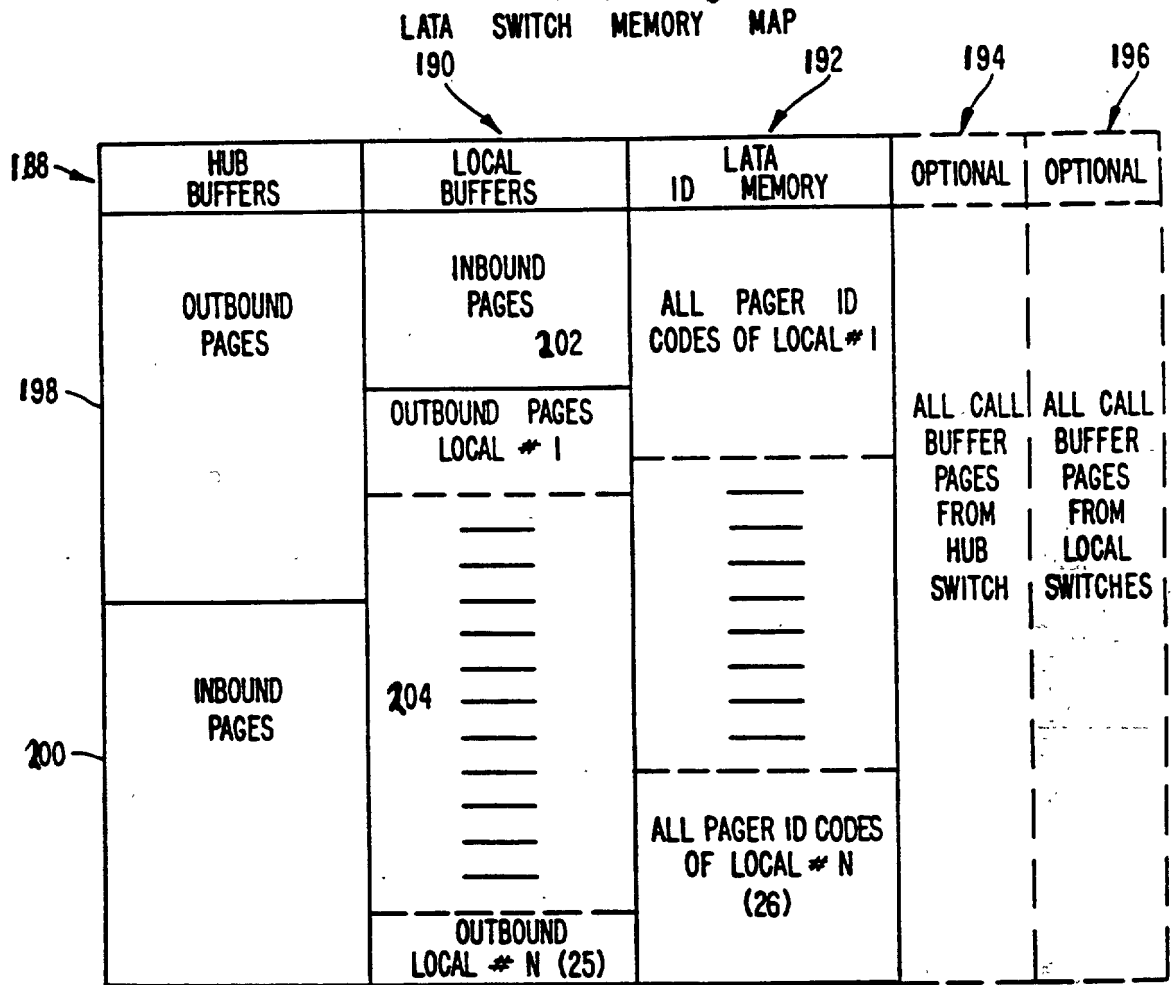 LATA SWITCH MEMORY MAP
190
192
194
196
188
HUB
BUFFERS
LOCAL
BUFFERS
LATA
ID MEMORY
OPTIONAL
OPTIONAL
OUTBOUND
PAGES
INBOUND
PAGES
202
ALL PAGER ID
CODES OF LOCAL # 1
198
OUTBOUND PAGES
LOCAL # 1
ALL CALL
BUFFER
PAGES
FROM
HUB
SWITCH
ALL CALL
BUFFER
PAGES
FROM
LOCAL
SWITCHES
INBOUND
PAGES
204
200
ALL PAGER ID CODES
OF LOCAL # N
(26)
OUTBOUND
LOCAL # N (25)